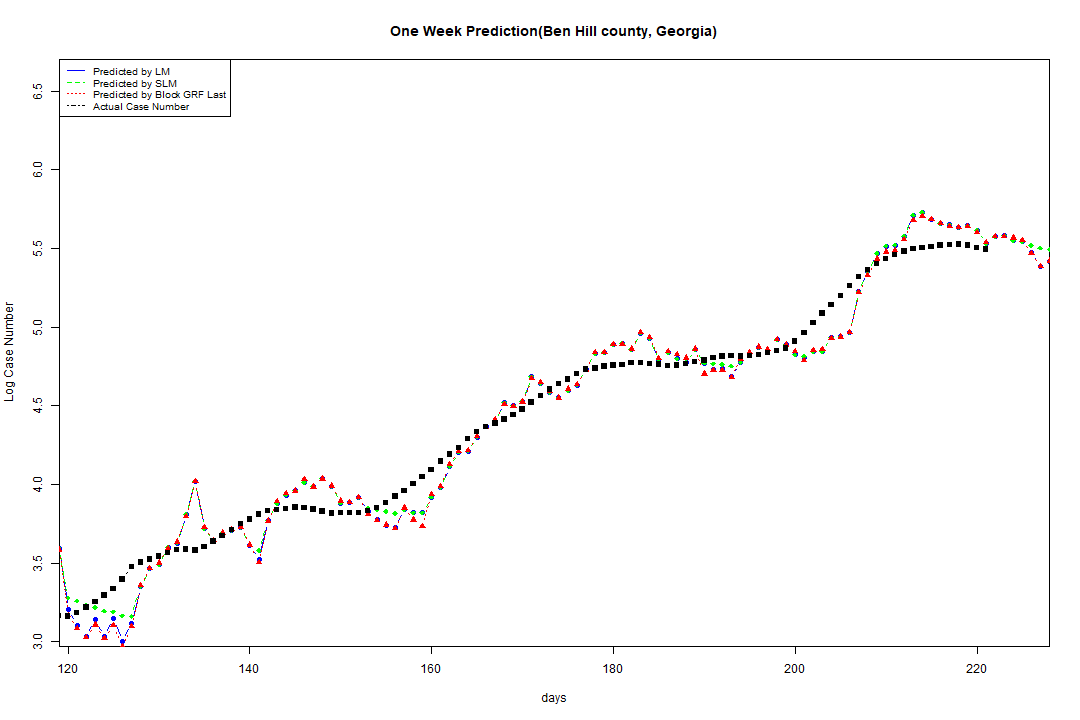 One Week Prediction(Ben Hill county, Georgia)
Predicted by LM
Predicted by SLM
Predicted by Block GRF Last
Actual Case Number
6.5
6.0
5.5
5.0
4.5
4.0
3.5
3.0
Log Case Number
120 140 160 180 200 220
days